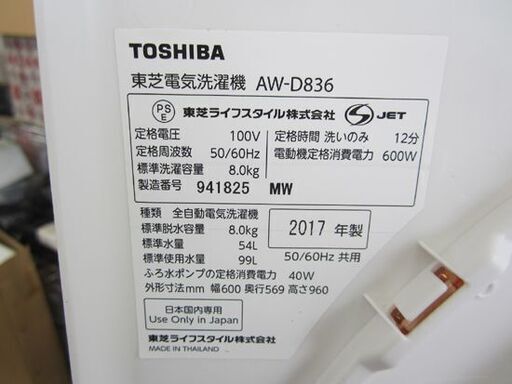 TOSHIBA
東芝電気洗濯機 AW-D836
PS
E
東芝ライフスタイル株式会社
S JET
定格電圧 100V
定格周波数 50/60Hz
標準洗濯容量 8.0kg
製造番号 941825 MW
定格時間 洗いのみ 12分
電動機定格消費電力 600W
種類 全自動電気洗濯機
標準脱水容量 8.0kg
標準水量 54L
標準使用水量 99L
2017 年製
50/60Hz 共用
ふろ水ポンプの定格消費電力 40W
外形寸法mm 幅600 奥行569 高さ960
日本国内専用
Use Only in Japan
東芝ライフスタイル株式会社
MADE IN THAILAND